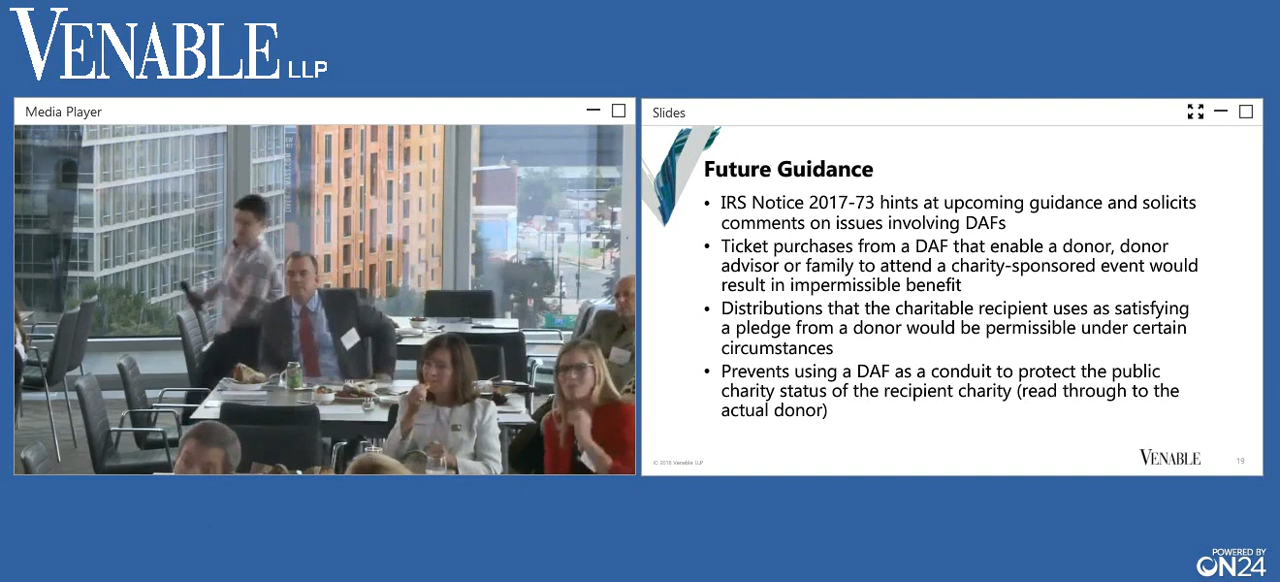 VENABLE LLP
Media Player
Slides
Future Guidance
• IRS Notice 2017-73 hints at upcoming guidance and solicits
comments on issues involving DAFs
• Ticket purchases from a DAF that enable a donor, donor
advisor or family to attend a charity-sponsored event would
result in impermissible benefit
• Distributions that the charitable recipient uses as satisfying
a pledge from a donor would be permissible under certain
circumstances
• Prevents using a DAF as a conduit to protect the public
charity status of the recipient charity (read through to the
actual donor)
© 2018 Venable LLP
VENABLE
19
POWERED BY
ON24